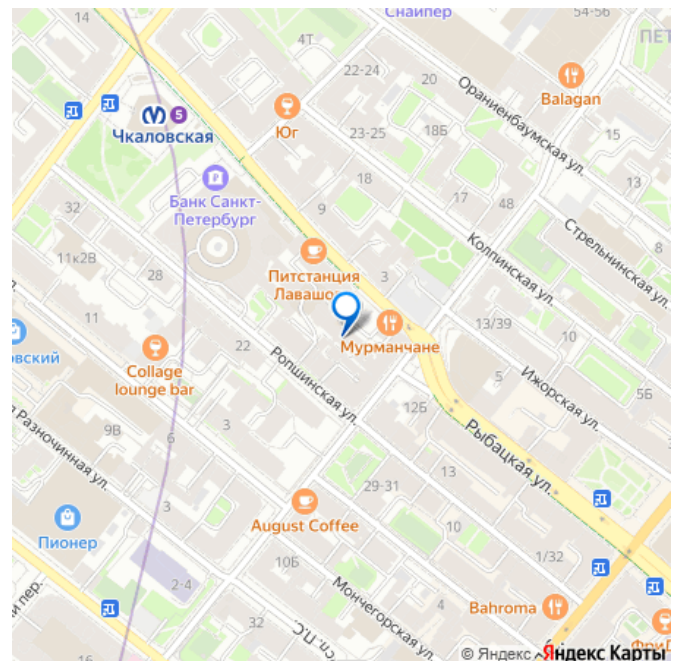 Снайпер
54-56
14
4Т
ПЕТ
22-24
20
Balagan
Ораниенбаумская ул.
5
Чкаловская
Юг
23-25
18Б
15
18
13
Банк Санкт-
Петербург
32
9
17
48
Стрельнинская ул.
8
Колпинская ул.
11к2В
28
Питстанция
3
11
Мурманчане
13/39
10
22
Collage
lounge bar
Ропшинская ул.
5
Ижорская ул.
5Б
12Б
9В
6
3
Рыбацкая ул.
я Разночинная ул.
13
29-31
3
Пионер
August Coffee
10
10Б
1/32
2-4
Мончегорская ул.
4
Bahroma
й пер.
32
16
© Яндекс
Яндекс Карты